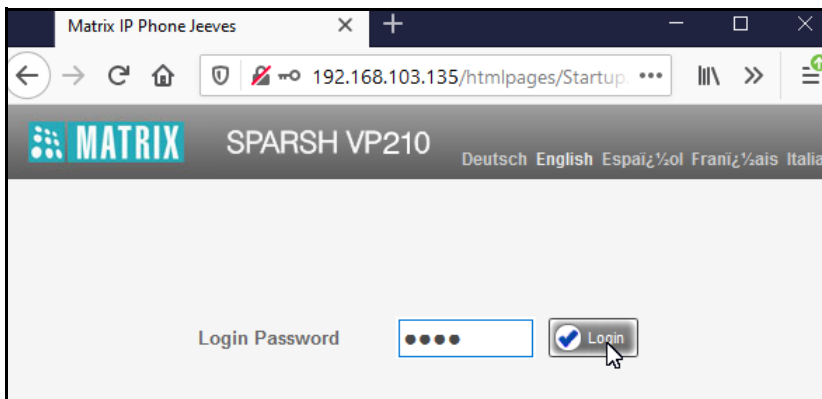 Matrix IP Phone Jeeves
192.168.103.135/htmlpages/Startup
MATRIX SPARSH VP210
Deutsch English Espaï¿½ol Franï¿½ais Italia
Login Password Login